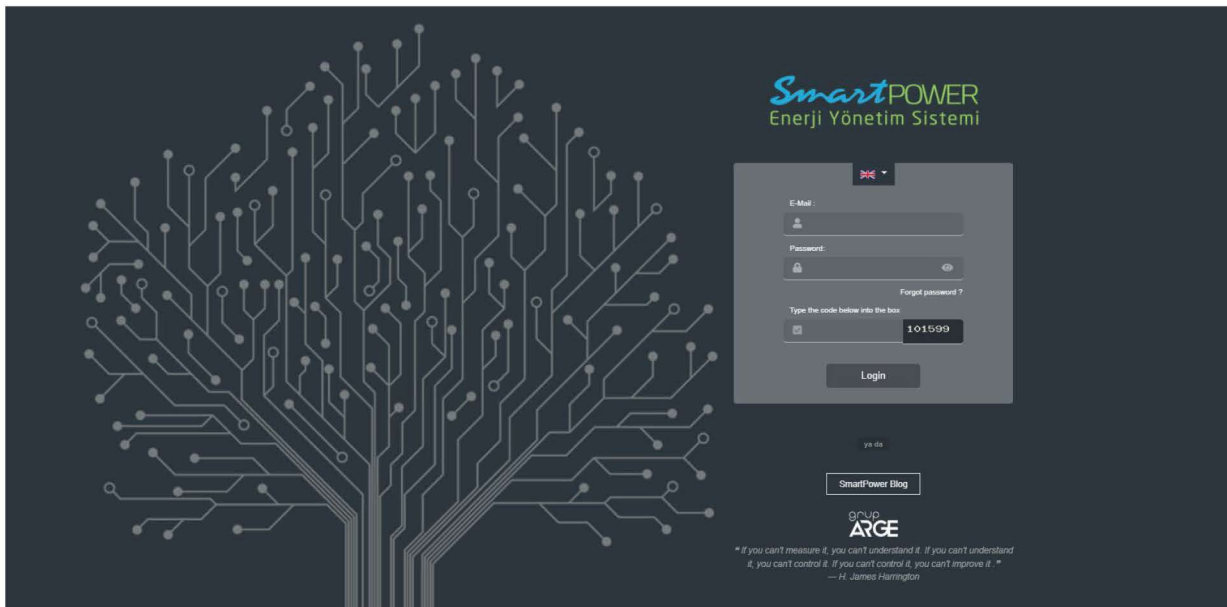 SmartPOWER
Enerji Yönetim Sistemi
E-Mail :
Password:
Forgot password ?
Type the code below into the box
101599
Login
ya da
SmartPower Blog
grup
ARGE
❝ If you can't measure it, you can't understand it. If you can't understand
it, you can't control it. If you can't control it, you can't improve it . ❞
— H. James Harrington